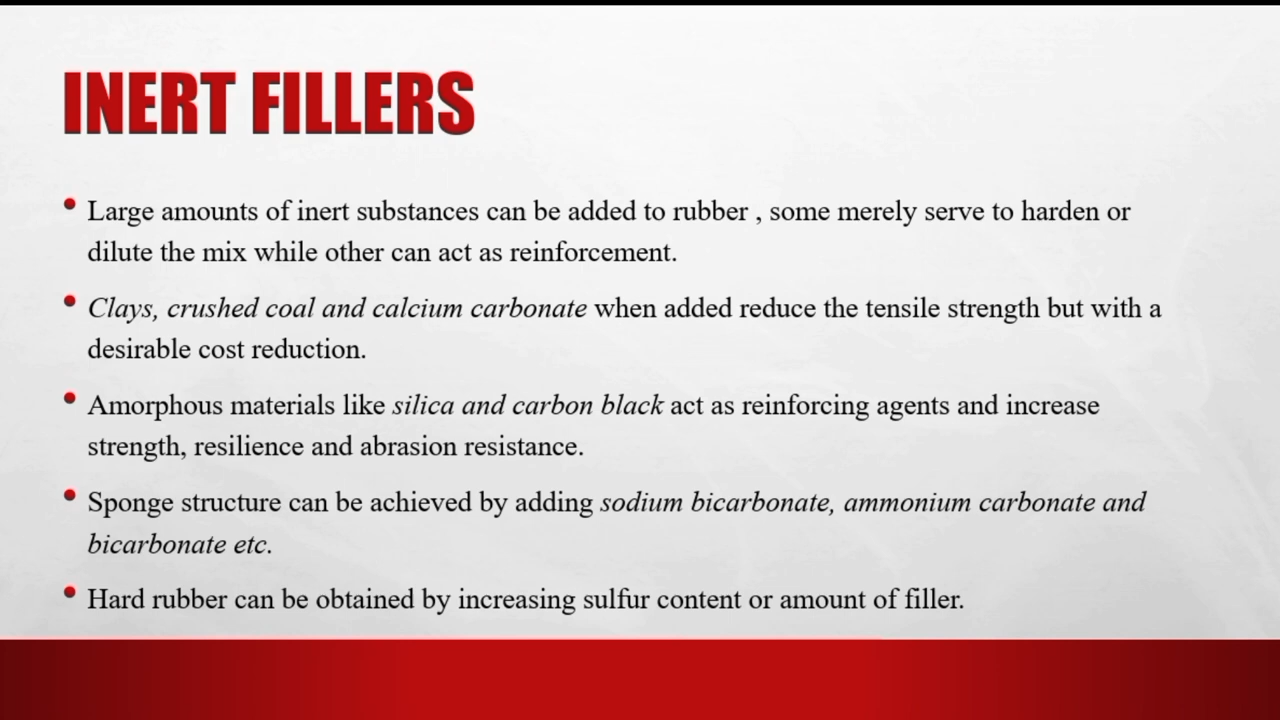 INERT FILLERS
• Large amounts of inert substances can be added to rubber , some merely serve to harden or
dilute the mix while other can act as reinforcement.
• Clays, crushed coal and calcium carbonate when added reduce the tensile strength but with a
desirable cost reduction.
• Amorphous materials like silica and carbon black act as reinforcing agents and increase
strength, resilience and abrasion resistance.
• Sponge structure can be achieved by adding sodium bicarbonate, ammonium carbonate and
bicarbonate etc.
• Hard rubber can be obtained by increasing sulfur content or amount of filler.